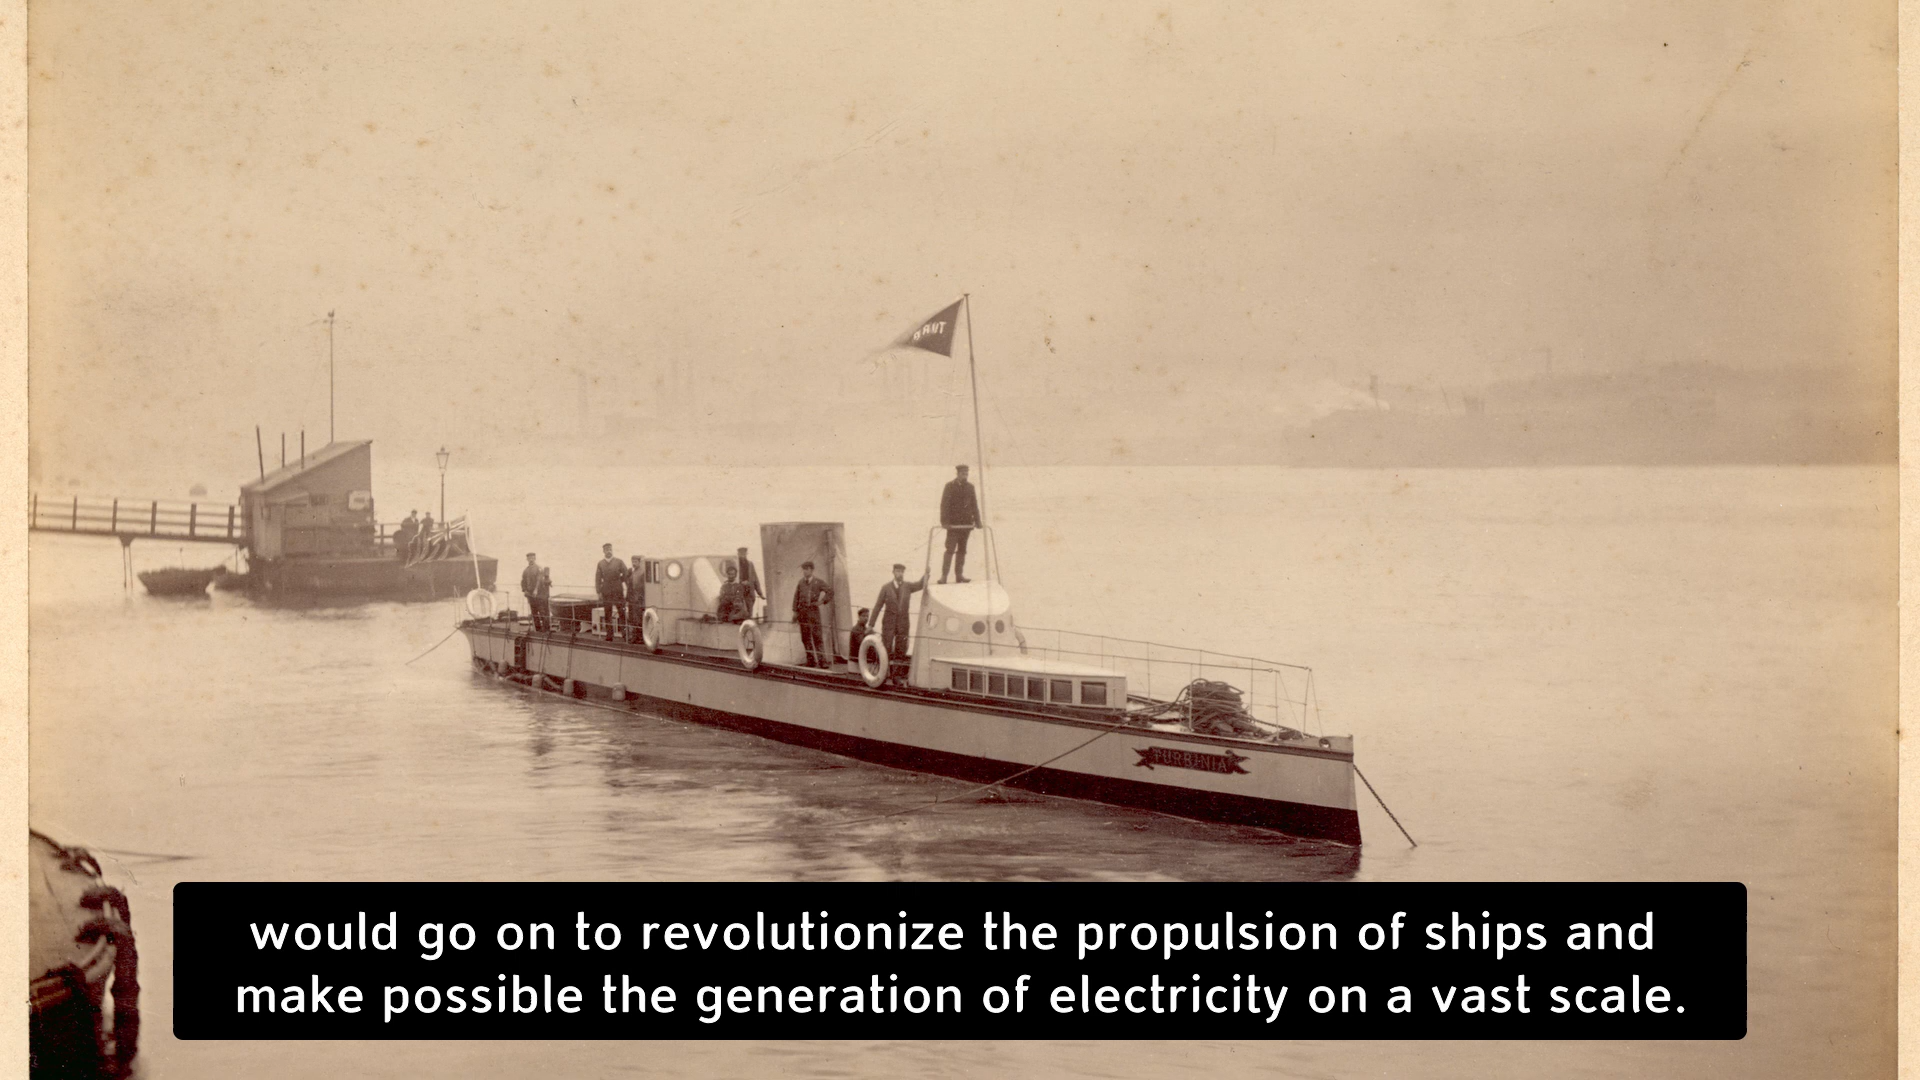 TURBINIA
would go on to revolutionize the propulsion of ships and
make possible the generation of electricity on a vast scale.